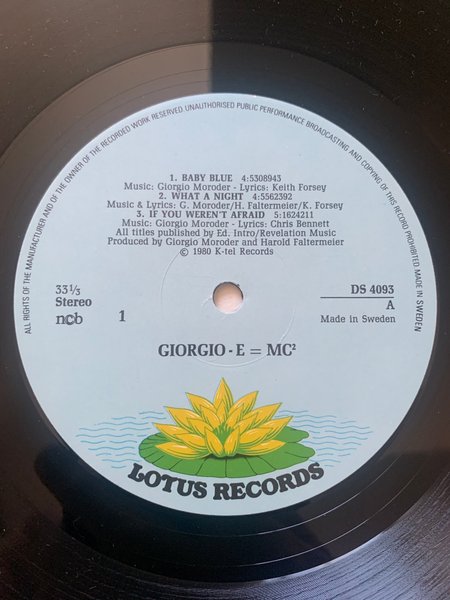 ALL RIGHTS OF THE MANUFACTURER AND OF THE OWNER OF THE RECORDED WORK RESERVED. UNAUTHORISED PUBLIC PERFORMANCE BROADCASTING AND COPYING OF THIS RECORD PROHIBITED. MADE IN SWEDEN
1. BABY BLUE 4:5308943
Music: Giorgio Moroder - Lyrics: Keith Forsey
2. WHAT A NIGHT 4:5562392
Music & Lyrics: G. Moroder/H. Faltermeier/K. Forsey
3. IF YOU WEREN'T AFRAID 5:1624211
Music: Giorgio Moroder - Lyrics: Chris Bennett
All titles published by Ed. Intro/Revelation Music
Produced by Giorgio Moroder and Harold Faltermeier
© 1980 K-tel Records
33⅓ DS 4093
Stereo A
ncb 1 Made in Sweden
GIORGIO - E = MC²
LOTUS RECORDS